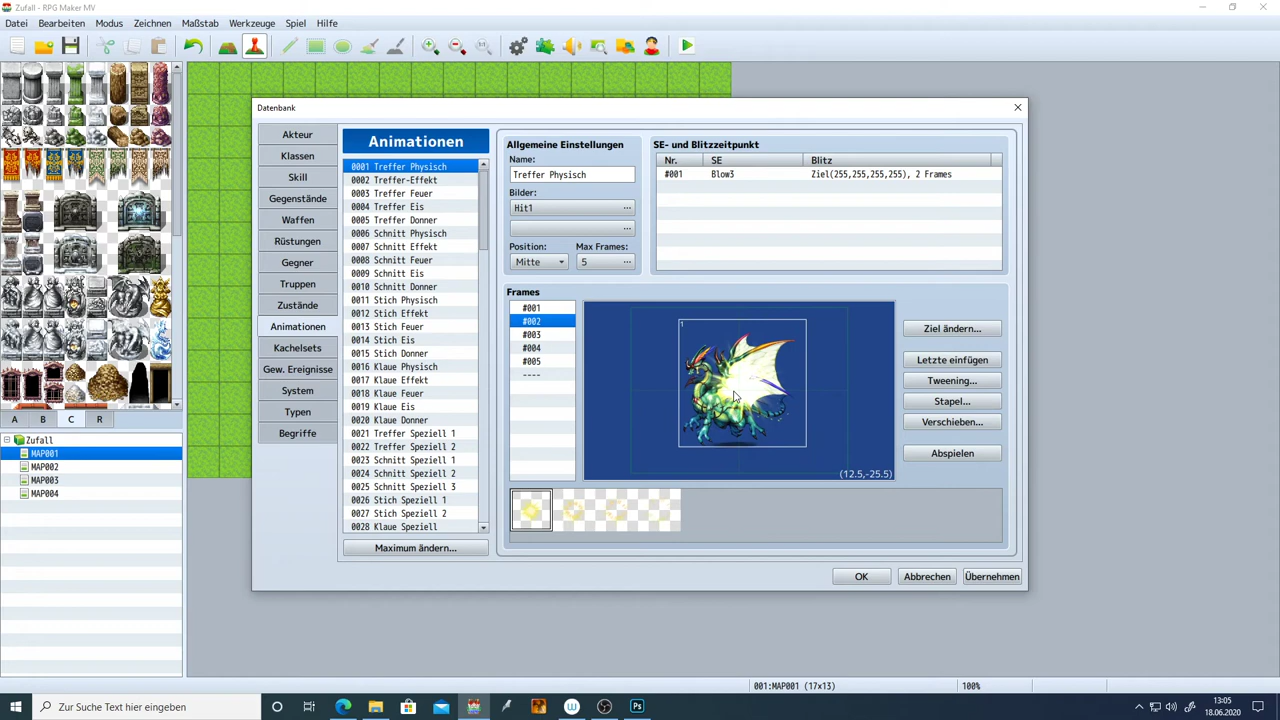 Zufall - RPG Maker MV
Datei Bearbeiten Modus Zeichnen Maßstab Werkzeuge Spiel Hilfe
1:1
Datenbank
Akteur
Klassen
Skill
Gegenstände
Waffen
Rüstungen
Gegner
Truppen
Zustände
Animationen
Kachelsets
Gew. Ereignisse
System
Typen
Begriffe
Animationen
0001 Treffer Physisch
0002 Treffer-Effekt
0003 Treffer Feuer
0004 Treffer Eis
0005 Treffer Donner
0006 Schnitt Physisch
0007 Schnitt Effekt
0008 Schnitt Feuer
0009 Schnitt Eis
0010 Schnitt Donner
0011 Stich Physisch
0012 Stich Effekt
0013 Stich Feuer
0014 Stich Eis
0015 Stich Donner
0016 Klaue Physisch
0017 Klaue Effekt
0018 Klaue Feuer
0019 Klaue Eis
0020 Klaue Donner
0021 Treffer Speziell 1
0022 Treffer Speziell 2
0023 Schnitt Speziell 1
0024 Schnitt Speziell 2
0025 Schnitt Speziell 3
0026 Stich Speziell 1
0027 Stich Speziell 2
0028 Klaue Speziell
Maximum ändern...
Allgemeine Einstellungen
Name:
Treffer Physisch
Bilder:
Hit1 ...
...
Position: Max Frames:
Mitte 5 ...
SE- und Blitzzeitpunkt
Nr. SE Blitz
#001 Blow3 Ziel(255,255,255,255), 2 Frames
Frames
#001
#002
#003
#004
#005
----
1
(12.5,-25.5)
Ziel ändern...
Letzte einfügen
Tweening...
Stapel...
Verschieben...
Abspielen
OK Abbrechen Übernehmen
A B C R
Zufall
MAP001
MAP002
MAP003
MAP004
001:MAP001 (17x13) 100%
Zur Suche Text hier eingeben
W
Ps
13:05
18.06.2020